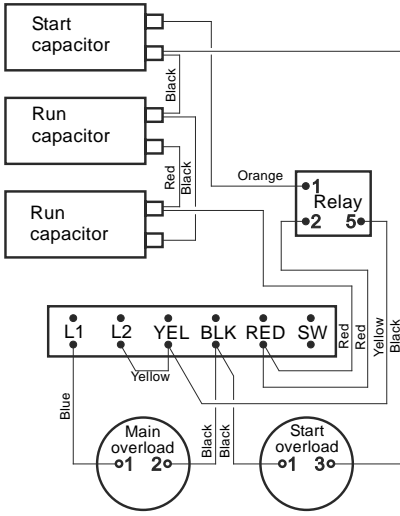 Start
capacitor
Black
Run
capacitor
Red
Black
Run
capacitor
Orange
1
Relay
2 5
L1 L2 YEL BLK RED SW
Yellow
Red
Red
Yellow
Black
Blue
Black
Black
Main
overload
1 2
Start
overload
1 3